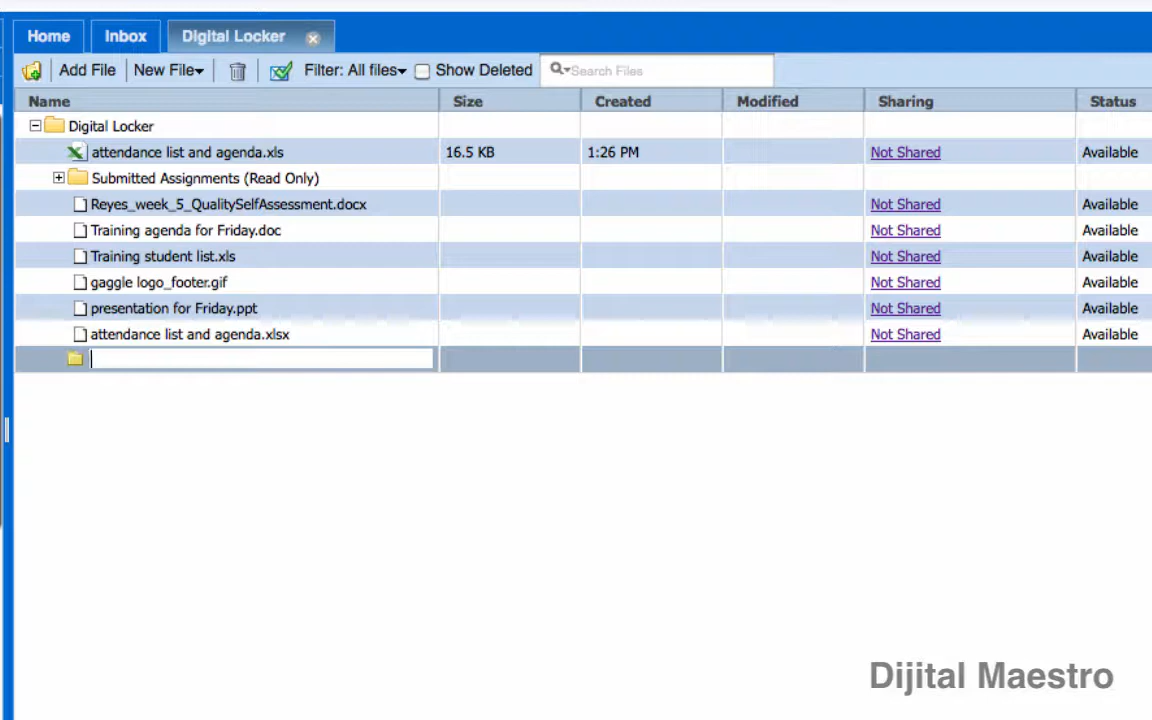 Home Inbox Digital Locker
Add File New File Filter: All files Show Deleted Search Files
Name Size Created Modified Sharing Status
Digital Locker
attendance list and agenda.xls 16.5 KB 1:26 PM Not Shared Available
Submitted Assignments (Read Only)
Reyes_week_5_QualitySelfAssessment.docx Not Shared Available
Training agenda for Friday.doc Not Shared Available
Training student list.xls Not Shared Available
gaggle logo_footer.gif Not Shared Available
presentation for Friday.ppt Not Shared Available
attendance list and agenda.xlsx Not Shared Available
Dijital Maestro